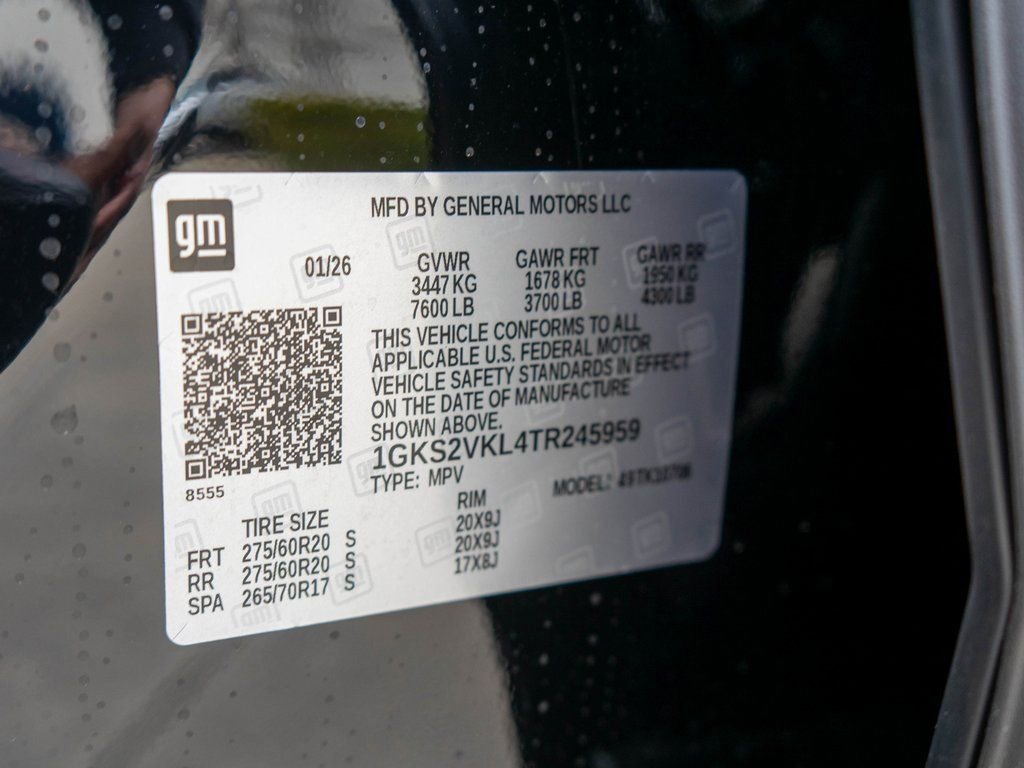 gm
MFD BY GENERAL MOTORS LLC
01/26
GVWR GAWR FRT GAWR RR
3447 KG 1678 KG 1950 KG
7600 LB 3700 LB 4300 LB
THIS VEHICLE CONFORMS TO ALL
APPLICABLE U.S. FEDERAL MOTOR
VEHICLE SAFETY STANDARDS IN EFFECT
ON THE DATE OF MANUFACTURE
SHOWN ABOVE.
1GKS2VKL4TR245959
TYPE: MPV MODEL:
8555
TIRE SIZE RIM
FRT 275/60R20 S 20X9J
RR 275/60R20 S 20X9J
SPA 265/70R17 S 17X8J